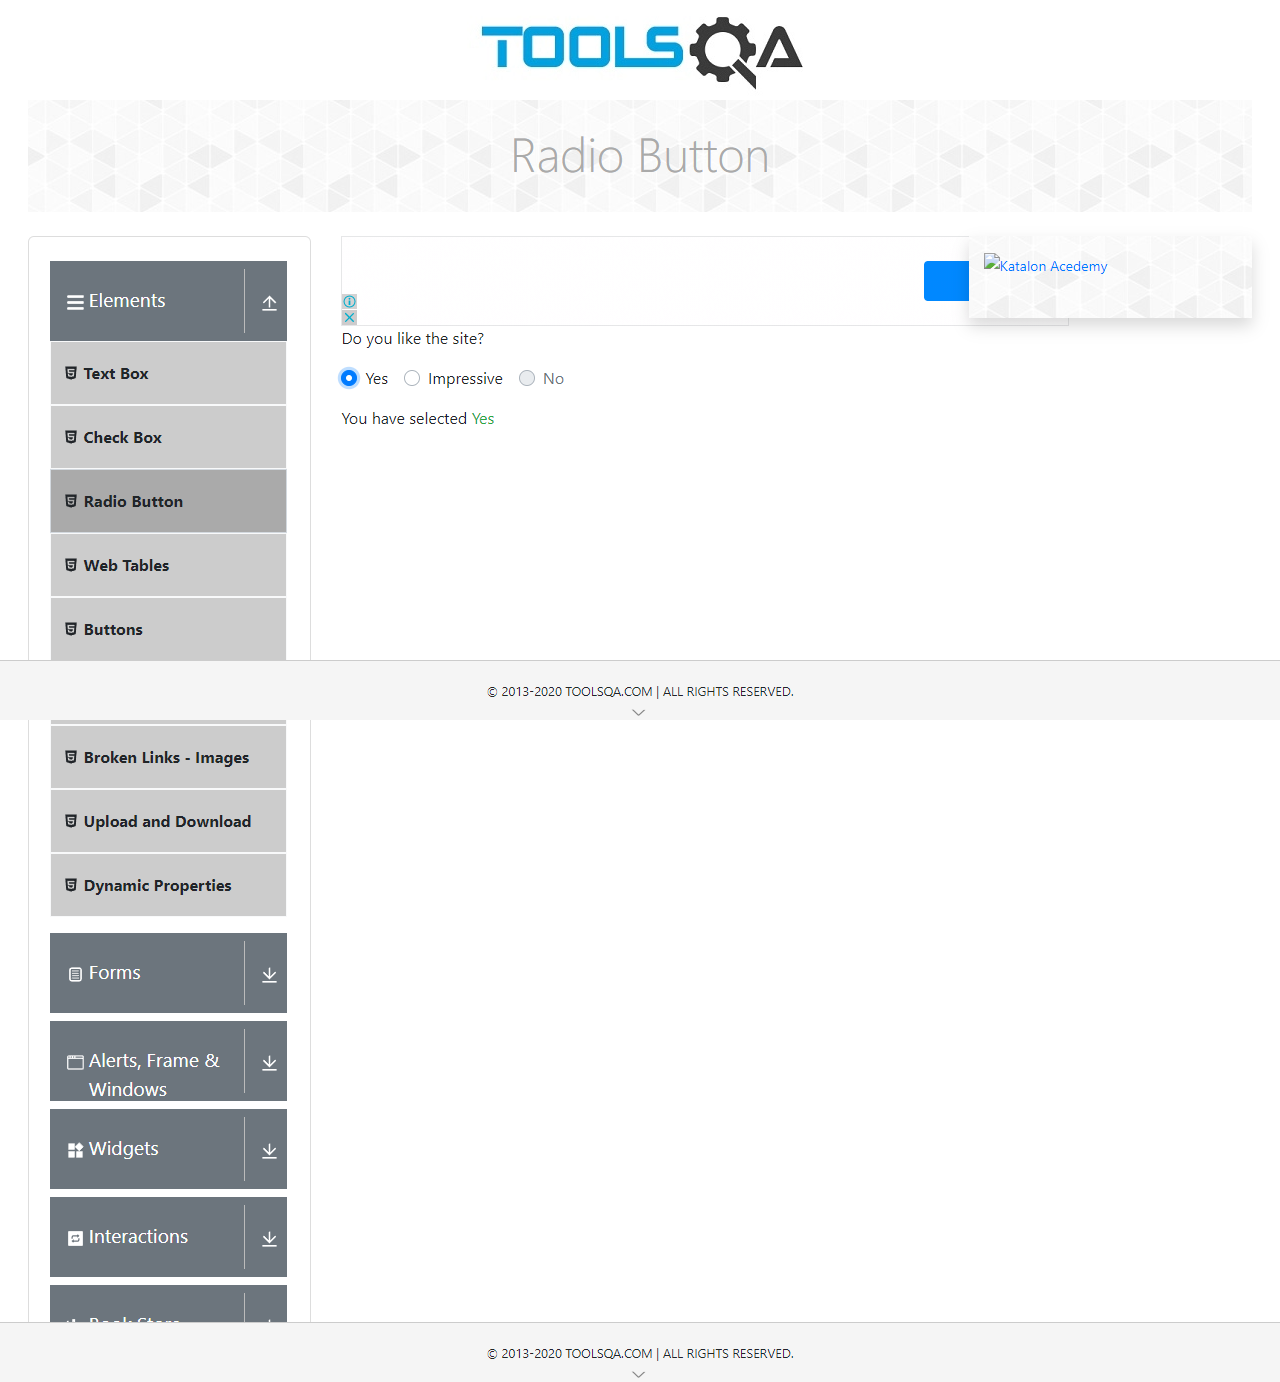 TOOLSQA
Radio Button
Elements
Text Box
Check Box
Radio Button
Web Tables
Buttons
Katalon Acedemy
Do you like the site?
Yes Impressive No
You have selected Yes
© 2013-2020 TOOLSQA.COM | ALL RIGHTS RESERVED.
Broken Links - Images
Upload and Download
Dynamic Properties
Forms
Alerts, Frame &
Windows
Widgets
Interactions
Book Store
© 2013-2020 TOOLSQA.COM | ALL RIGHTS RESERVED.